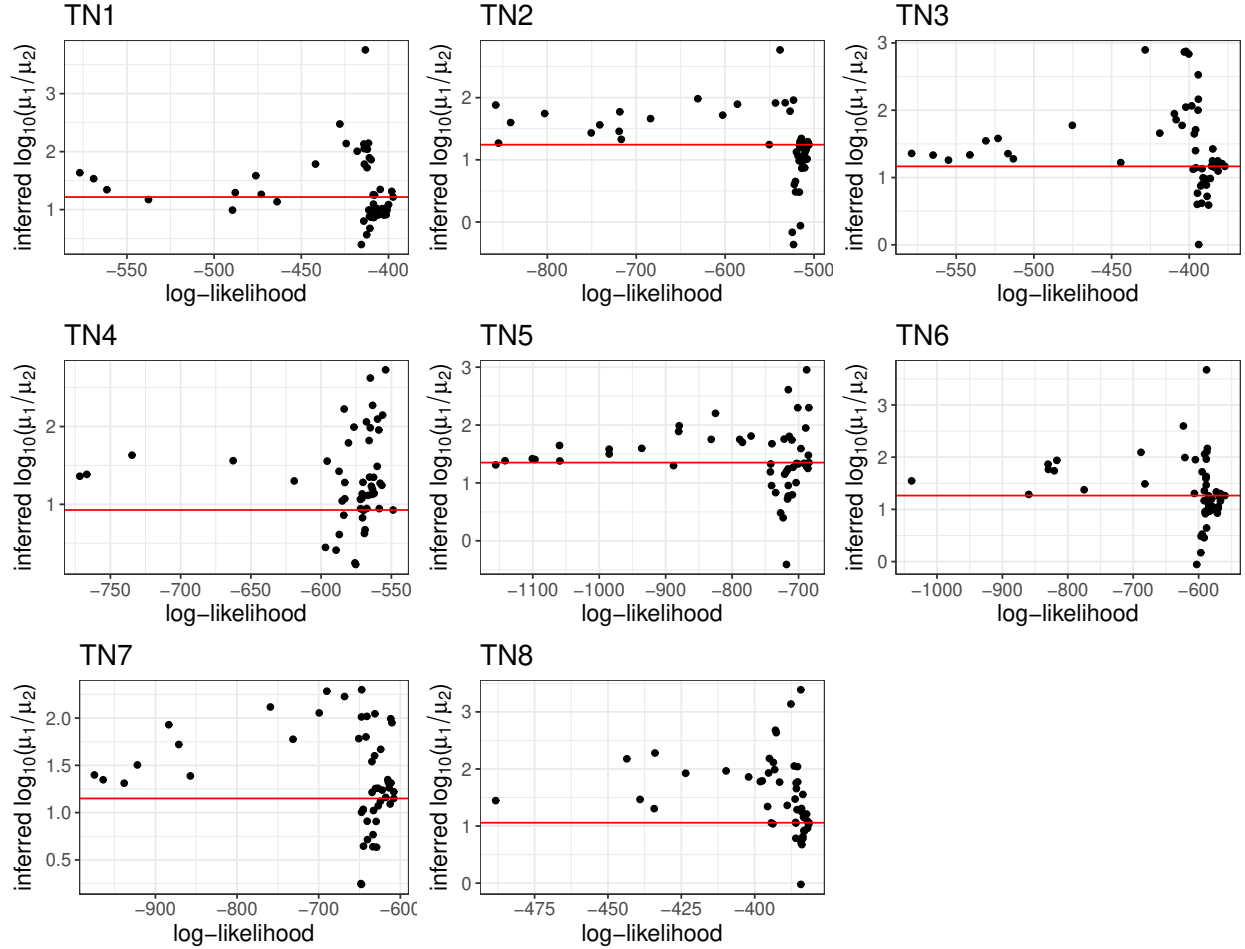 TN1
inferred log₁₀(μ₁/μ₂)
3
2
1
−550
−500
−450
−400
log−likelihood
TN2
inferred log₁₀(μ₁/μ₂)
2
1
0
−800
−700
−600
−500
log−likelihood
TN3
inferred log₁₀(μ₁/μ₂)
3
2
1
0
−550
−500
−450
−400
log−likelihood
TN4
inferred log₁₀(μ₁/μ₂)
2
1
−750
−700
−650
−600
−550
log−likelihood
TN5
inferred log₁₀(μ₁/μ₂)
3
2
1
0
−1100
−1000
−900
−800
−700
log−likelihood
TN6
inferred log₁₀(μ₁/μ₂)
3
2
1
0
−1000
−900
−800
−700
−600
log−likelihood
TN7
inferred log₁₀(μ₁/μ₂)
2.0
1.5
1.0
0.5
−900
−800
−700
−600
log−likelihood
TN8
inferred log₁₀(μ₁/μ₂)
3
2
1
0
−475
−450
−425
−400
log−likelihood